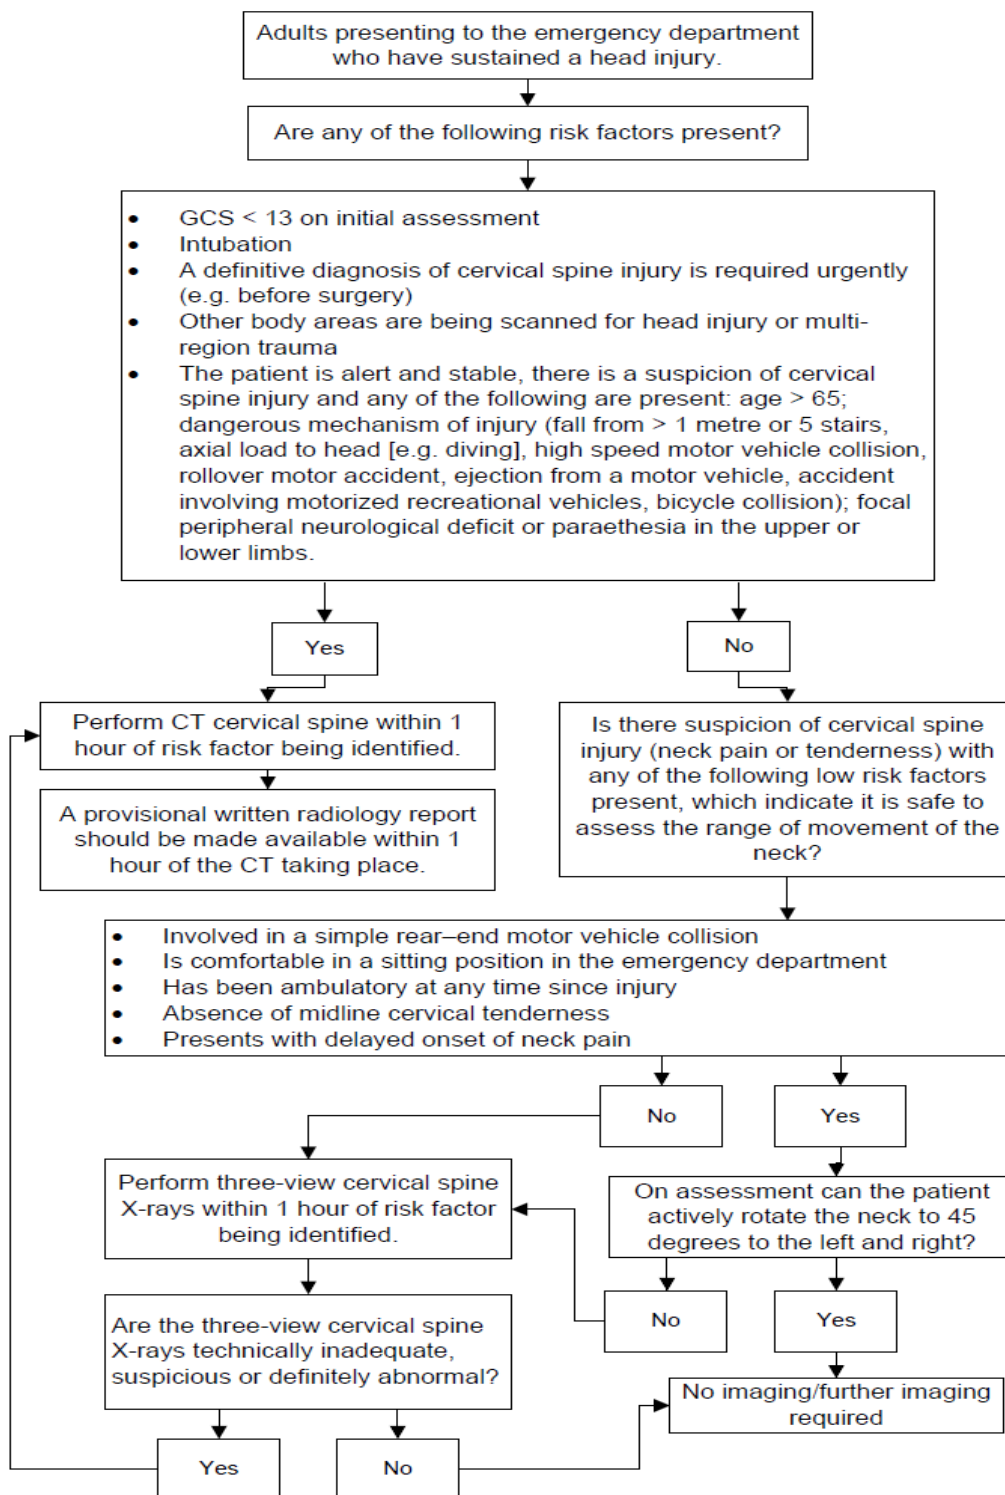 Adults presenting to the emergency department
who have sustained a head injury.
Are any of the following risk factors present?
• GCS < 13 on initial assessment
• Intubation
• A definitive diagnosis of cervical spine injury is required urgently
(e.g. before surgery)
• Other body areas are being scanned for head injury or multi-
region trauma
• The patient is alert and stable, there is a suspicion of cervical
spine injury and any of the following are present: age > 65;
dangerous mechanism of injury (fall from > 1 metre or 5 stairs,
axial load to head [e.g. diving], high speed motor vehicle collision,
rollover motor accident, ejection from a motor vehicle, accident
involving motorized recreational vehicles, bicycle collision); focal
peripheral neurological deficit or paraethesia in the upper or
lower limbs.
Yes
No
Perform CT cervical spine within 1
hour of risk factor being identified.
A provisional written radiology report
should be made available within 1
hour of the CT taking place.
Is there suspicion of cervical spine
injury (neck pain or tenderness) with
any of the following low risk factors
present, which indicate it is safe to
assess the range of movement of the
neck?
• Involved in a simple rear–end motor vehicle collision
• Is comfortable in a sitting position in the emergency department
• Has been ambulatory at any time since injury
• Absence of midline cervical tenderness
• Presents with delayed onset of neck pain
No
Yes
Perform three-view cervical spine
X-rays within 1 hour of risk factor
being identified.
On assessment can the patient
actively rotate the neck to 45
degrees to the left and right?
No
Yes
Are the three-view cervical spine
X-rays technically inadequate,
suspicious or definitely abnormal?
No imaging/further imaging
required
Yes
No